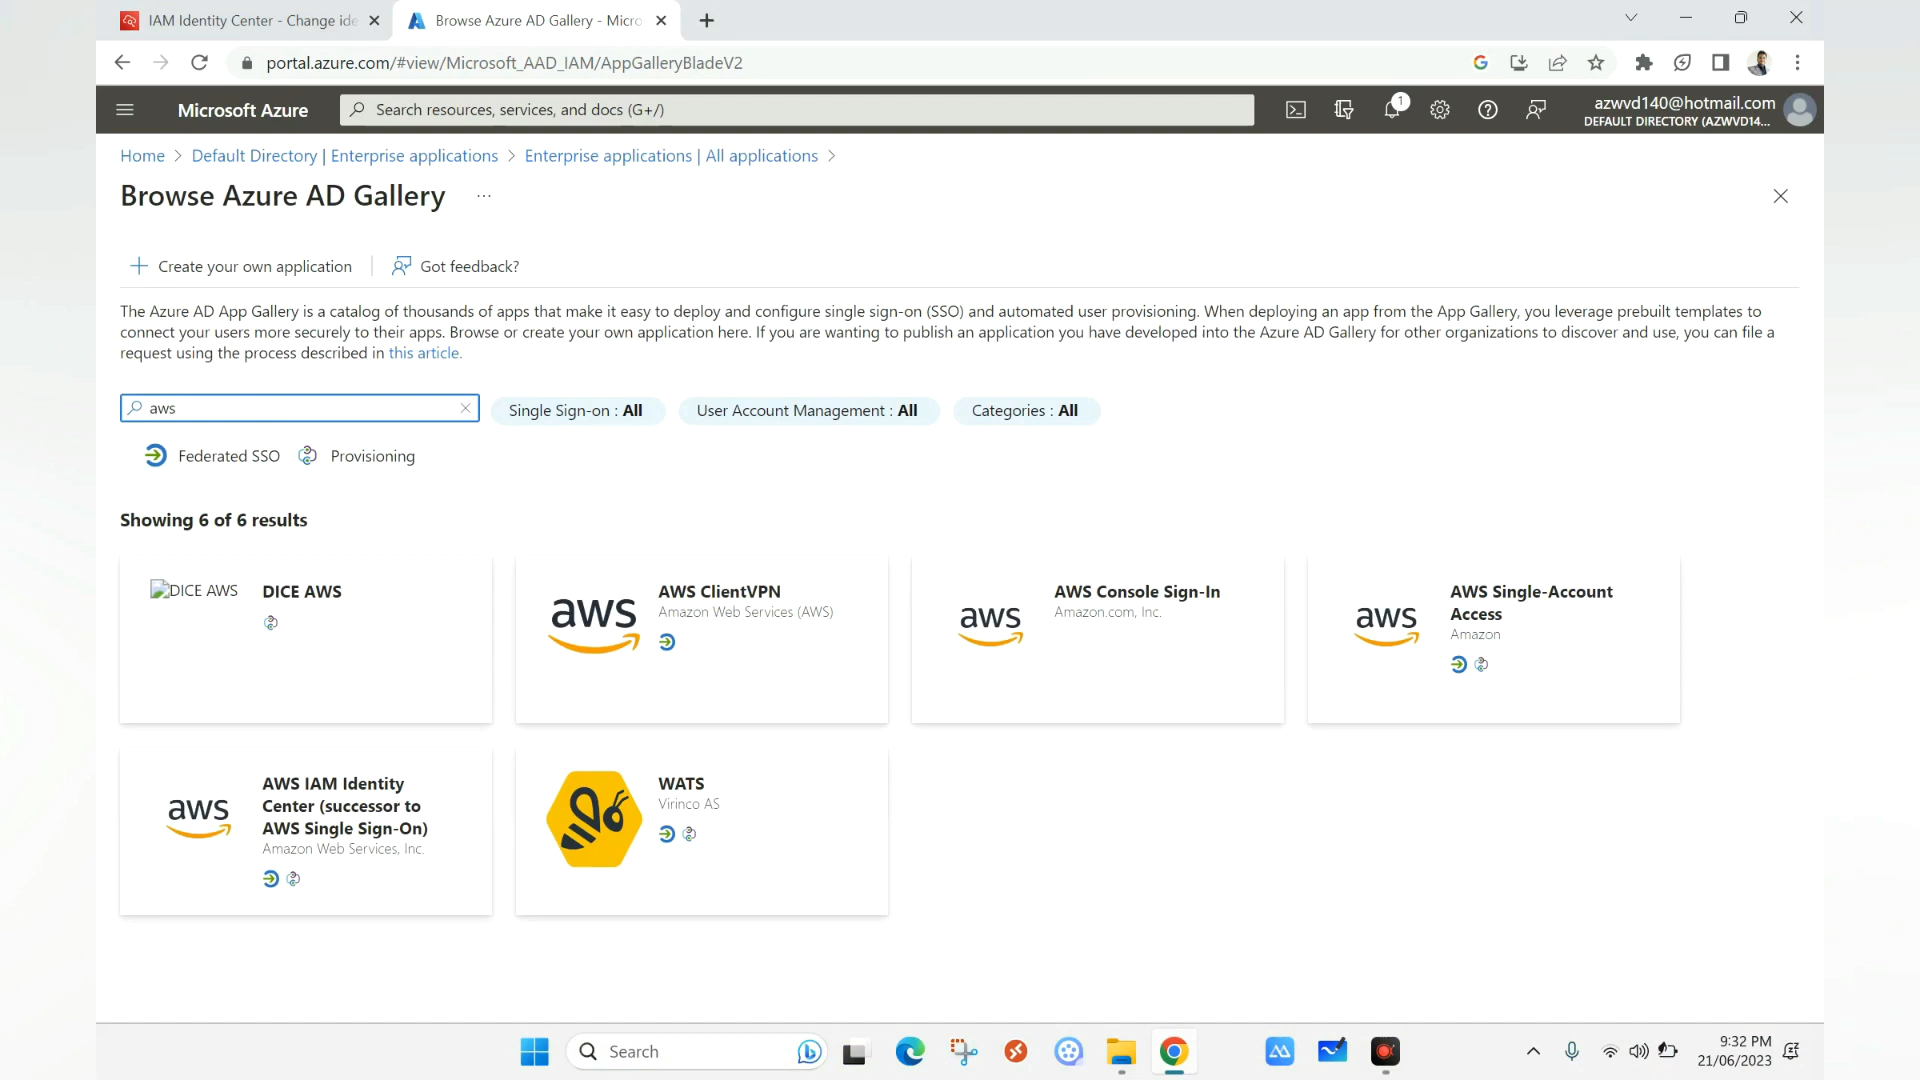 IAM Identity Center - Change ide
Browse Azure AD Gallery - Micro
portal.azure.com/#view/Microsoft_AAD_IAM/AppGalleryBladeV2
Microsoft Azure
Search resources, services, and docs (G+/)
1
azwvd140@hotmail.com
DEFAULT DIRECTORY (AZWVD14...
Home > Default Directory | Enterprise applications > Enterprise applications | All applications >
Browse Azure AD Gallery ...
Create your own application
Got feedback?
The Azure AD App Gallery is a catalog of thousands of apps that make it easy to deploy and configure single sign-on (SSO) and automated user provisioning. When deploying an app from the App Gallery, you leverage prebuilt templates to
connect your users more securely to their apps. Browse or create your own application here. If you are wanting to publish an application you have developed into the Azure AD Gallery for other organizations to discover and use, you can file a
request using the process described in this article.
aws
Single Sign-on : All
User Account Management : All
Categories : All
Federated SSO
Provisioning
Showing 6 of 6 results
DICE AWS
DICE AWS
aws
AWS ClientVPN
Amazon Web Services (AWS)
aws
AWS Console Sign-In
Amazon.com, Inc.
aws
AWS Single-Account
Access
Amazon
aws
AWS IAM Identity
Center (successor to
AWS Single Sign-On)
Amazon Web Services, Inc.
WATS
Virinco AS
Search
9:32 PM
21/06/2023